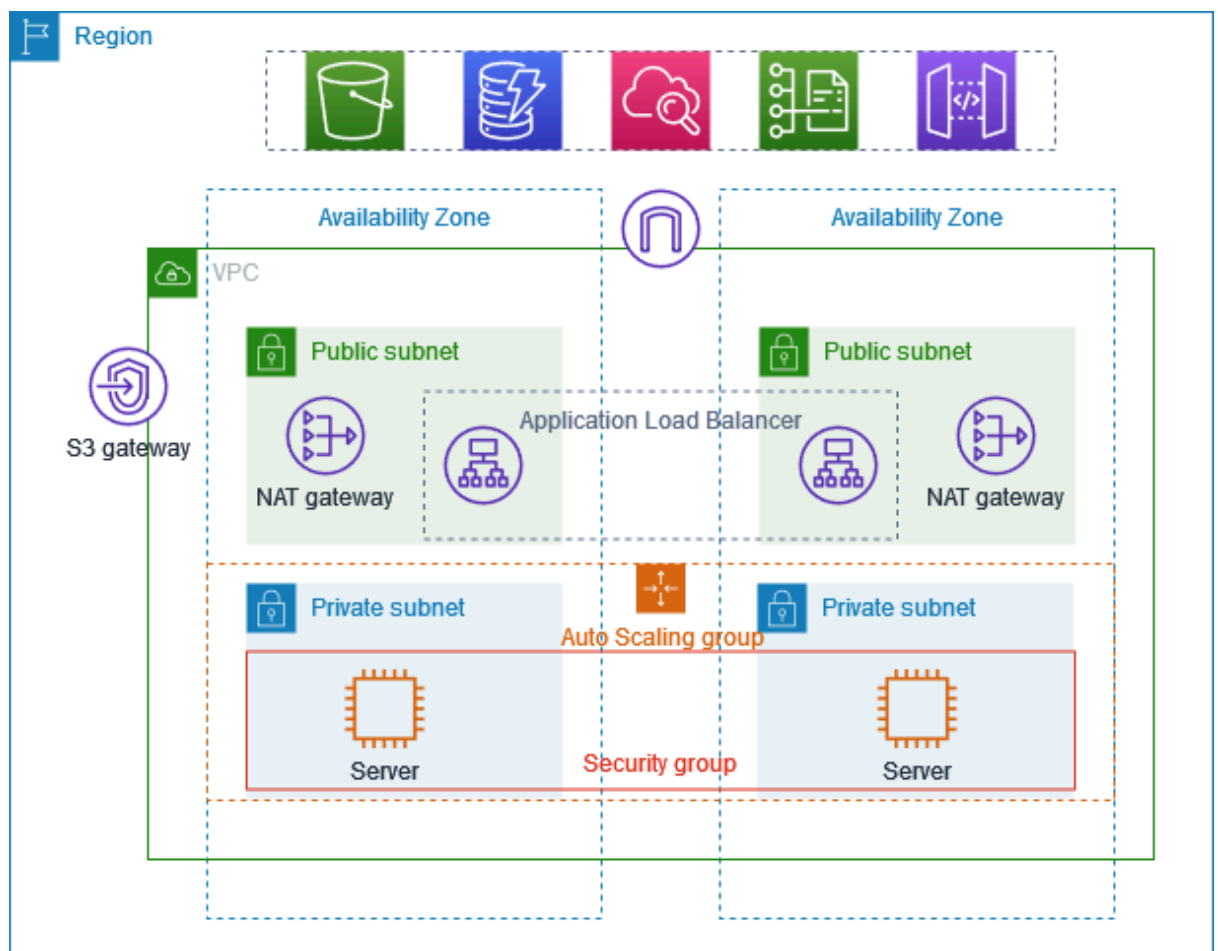 Region
Availability Zone
Availability Zone
VPC
Public subnet
Public subnet
Application Load Balancer
S3 gateway
NAT gateway
NAT gateway
Private subnet
Private subnet
Auto Scaling group
Security group
Server
Server